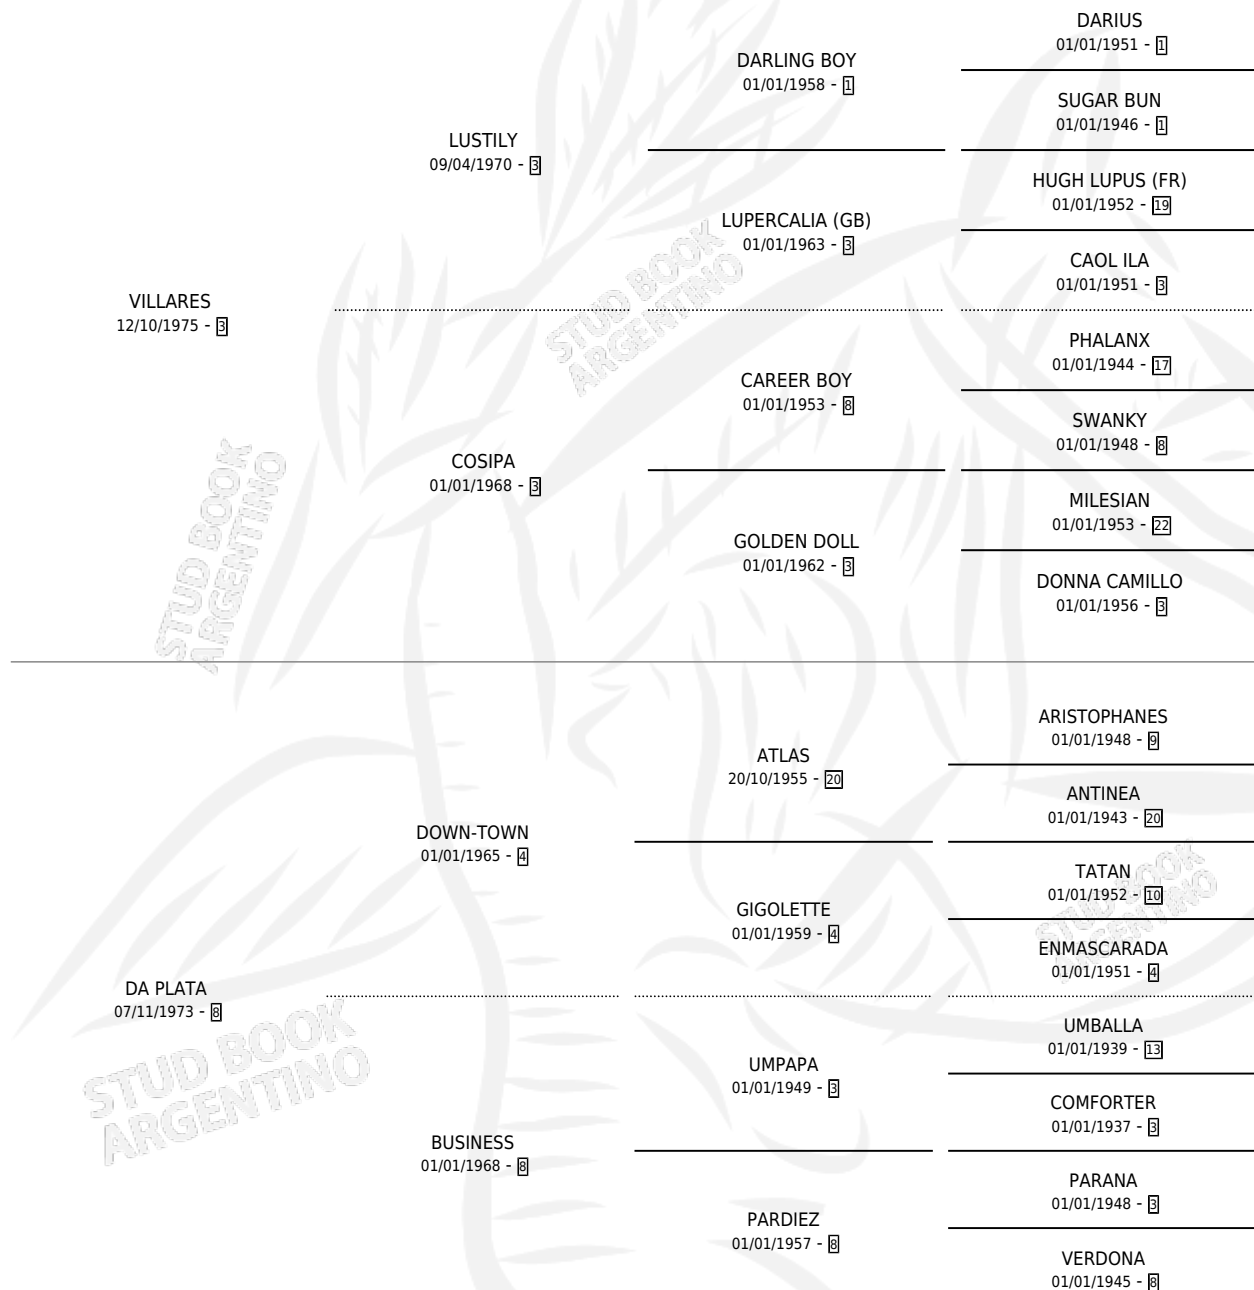 DARIUS
01/01/1951 - 1
DARLING BOY
01/01/1958 - 1
SUGAR BUN
01/01/1946 - 1
LUSTILY
09/04/1970 - 3
HUGH LUPUS (FR)
01/01/1952 - 19
LUPERCALIA (GB)
01/01/1963 - 3
CAOL ILA
01/01/1951 - 3
VILLARES
12/10/1975 - 3
PHALANX
01/01/1944 - 17
CAREER BOY
01/01/1953 - 8
SWANKY
01/01/1948 - 8
COSIPA
01/01/1968 - 3
MILESIAN
01/01/1953 - 22
GOLDEN DOLL
01/01/1962 - 3
DONNA CAMILLO
01/01/1956 - 3
ARISTOPHANES
01/01/1948 - 9
ATLAS
20/10/1955 - 20
ANTINEA
01/01/1943 - 20
DOWN-TOWN
01/01/1965 - 4
TATAN
01/01/1952 - 10
GIGOLETTE
01/01/1959 - 4
ENMASCARADA
01/01/1951 - 4
DA PLATA
07/11/1973 - 8
UMBALLA
01/01/1939 - 13
UMPAPA
01/01/1949 - 3
COMFORTER
01/01/1937 - 3
BUSINESS
01/01/1968 - 8
PARANA
01/01/1948 - 3
PARDIEZ
01/01/1957 - 8
VERDONA
01/01/1945 - 8
STUD BOOK
ARGENTINO
STUD BOOK
ARGENTINO
STUD BOOK
ARGENTINO
STUD BOOK
ARGENTINO